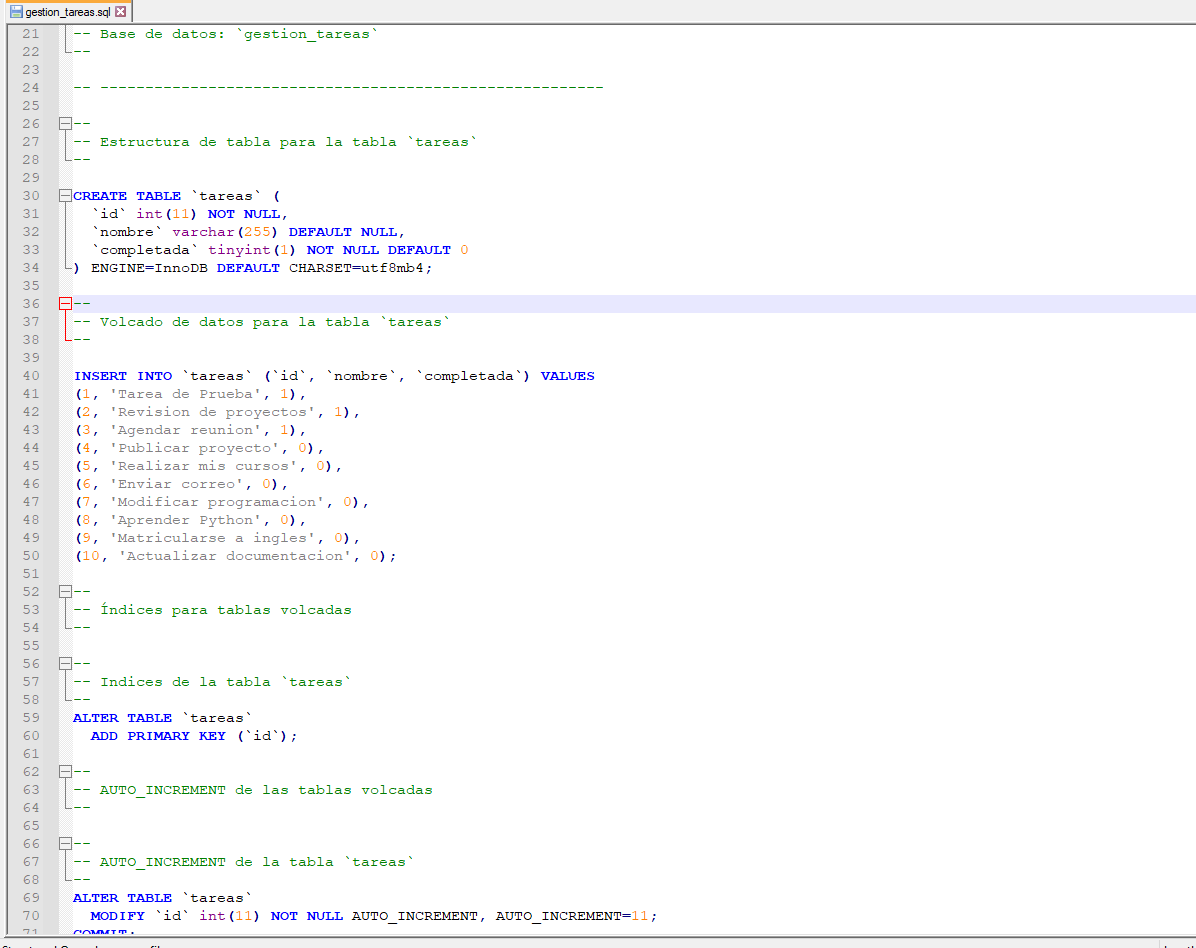 gestion_tareas.sql
21 -- Base de datos: `gestion_tareas`
22 --
23
24 -- --------------------------------------------------------
25
26 --
27 -- Estructura de tabla para la tabla `tareas`
28 --
29
30 CREATE TABLE `tareas` (
31   `id` int(11) NOT NULL,
32   `nombre` varchar(255) DEFAULT NULL,
33   `completada` tinyint(1) NOT NULL DEFAULT 0
34 ) ENGINE=InnoDB DEFAULT CHARSET=utf8mb4;
35
36 --
37 -- Volcado de datos para la tabla `tareas`
38 --
39
40 INSERT INTO `tareas` (`id`, `nombre`, `completada`) VALUES
41 (1, 'Tarea de Prueba', 1),
42 (2, 'Revision de proyectos', 1),
43 (3, 'Agendar reunion', 1),
44 (4, 'Publicar proyecto', 0),
45 (5, 'Realizar mis cursos', 0),
46 (6, 'Enviar correo', 0),
47 (7, 'Modificar programacion', 0),
48 (8, 'Aprender Python', 0),
49 (9, 'Matricularse a ingles', 0),
50 (10, 'Actualizar documentacion', 0);
51
52 --
53 -- Índices para tablas volcadas
54 --
55
56 --
57 -- Indices de la tabla `tareas`
58 --
59 ALTER TABLE `tareas`
60   ADD PRIMARY KEY (`id`);
61
62 --
63 -- AUTO_INCREMENT de las tablas volcadas
64 --
65
66 --
67 -- AUTO_INCREMENT de la tabla `tareas`
68 --
69 ALTER TABLE `tareas`
70   MODIFY `id` int(11) NOT NULL AUTO_INCREMENT, AUTO_INCREMENT=11;
71 COMMIT;